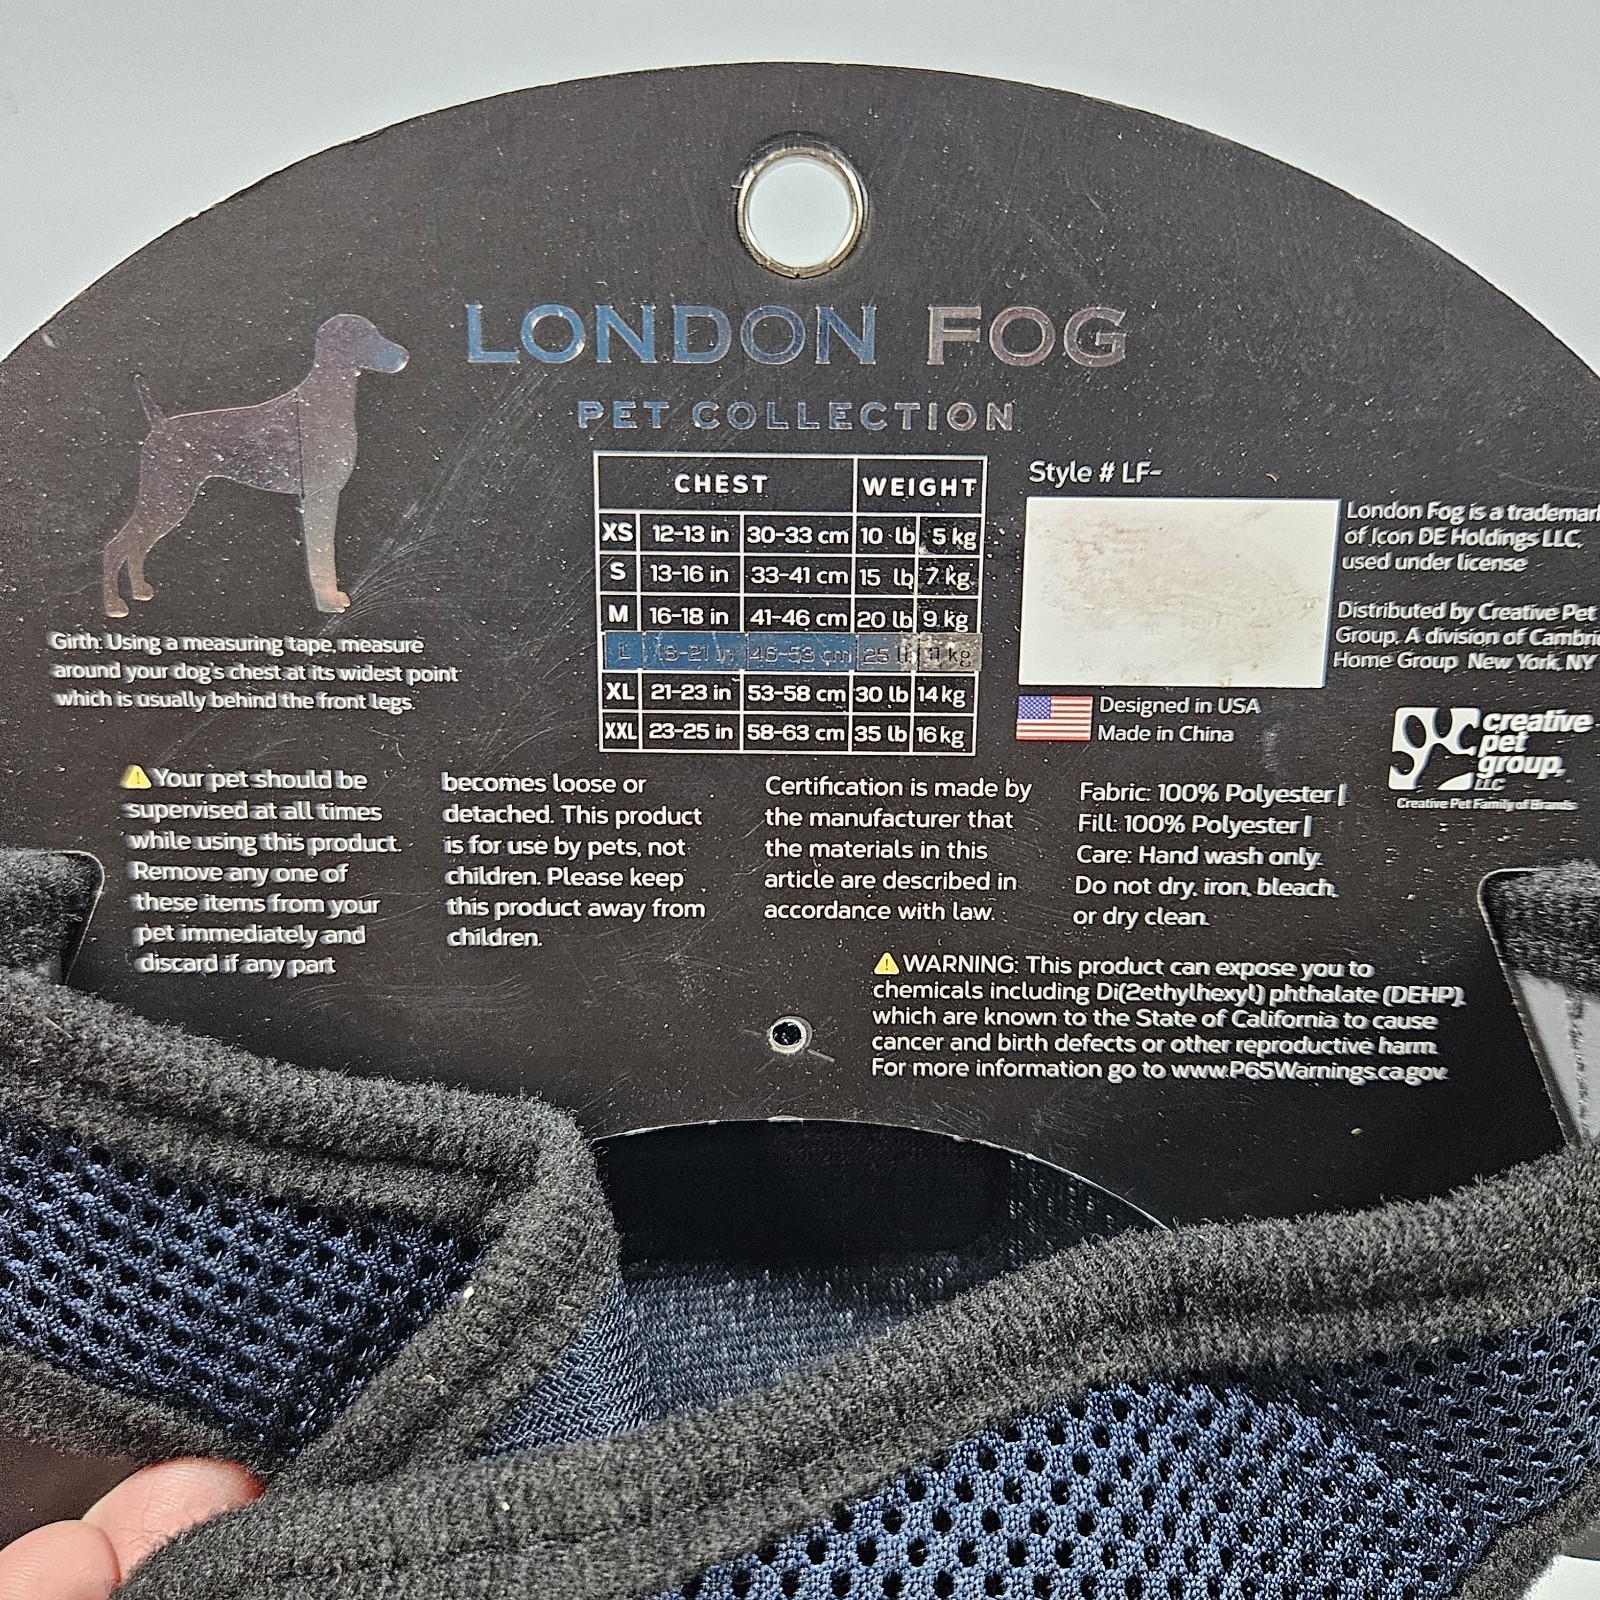 LONDON FOG
PET COLLECTION
CHEST WEIGHT
XS 12-13 in 30-33 cm 10 lb 5 kg
S 13-16 in 33-41 cm 15 lb 7 kg
M 16-18 in 41-46 cm 20 lb 9 kg
L 18-21 in 46-53 cm 25 lb 11 kg
XL 21-23 in 53-58 cm 30 lb 14 kg
XXL 23-25 in 58-63 cm 35 lb 16 kg
Girth: Using a measuring tape, measure
around your dog's chest at its widest point
which is usually behind the front legs.
Style # LF-
London Fog is a trademark
of Icon DE Holdings LLC,
used under license
Distributed by Creative Pet
Group, A division of
Home Group New York, NY
Designed in USA
Made in China
creative
pet
group,
LLC
Creative Pet Family of Brands
Your pet should be
supervised at all times
while using this product.
Remove any one of
these items from your
pet immediately and
discard if any part
becomes loose or
detached. This product
is for use by pets, not
children. Please keep
this product away from
children.
Certification is made by
the manufacturer that
the materials in this
article are described in
accordance with law.
Fabric: 100% Polyester |
Fill: 100% Polyester |
Care: Hand wash only.
Do not dry, iron, bleach,
or dry clean.
WARNING: This product can expose you to
chemicals including Di(2ethylhexyl) phthalate (DEHP),
which are known to the State of California to cause
cancer and birth defects or other reproductive harm.
For more information go to www.P65Warnings.ca.gov